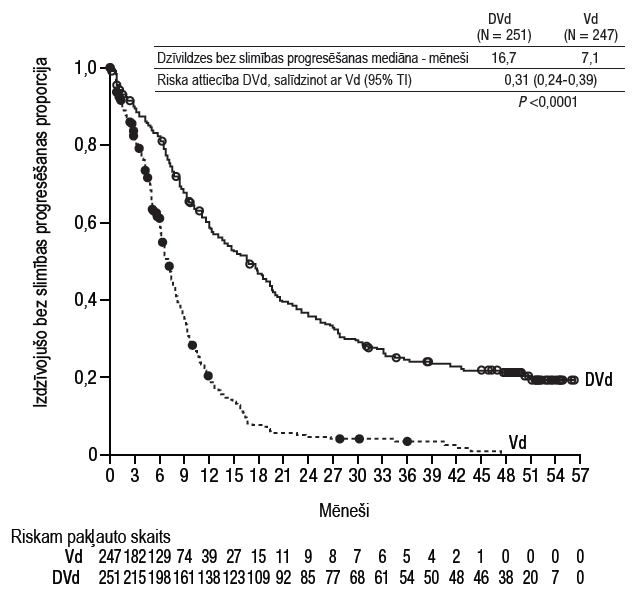 DVd Vd
(N = 251) (N = 247)
Dzīvildzes bez slimības progresēšanas mediāna - mēneši 16,7 7,1
Riska attiecība DVd, salīdzinot ar Vd (95% TI) 0,31 (0,24-0,39)
P <0,0001
Izdzīvojušo bez slimības progresēšanas proporcija
1,0
0,8
0,6
0,4
0,2
0
DVd
Vd
0 3 6 9 12 15 18 21 24 27 30 33 36 39 42 45 48 51 54 57
Mēneši
Riskam pakļauto skaits
Vd 247 182 129 74 39 27 15 11 9 8 7 6 5 4 2 1 0 0 0 0
DVd 251 215 198 161 138 123 109 92 85 77 68 61 54 50 48 46 38 20 7 0